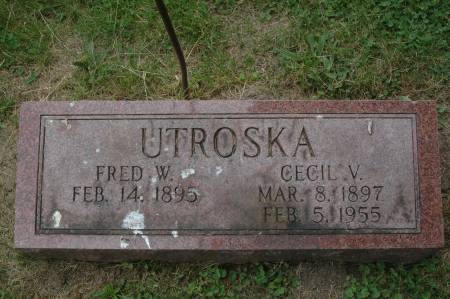 UTROSKA
FRED W.
FEB. 14. 1895
CECIL V.
MAR. 8. 1897
FEB. 5. 1955